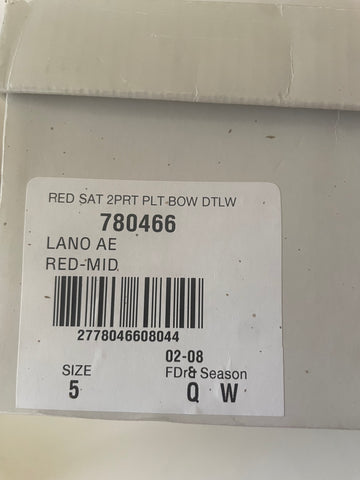 RED SAT 2PRT PLT-BOW DTLW
780466
LANO AE
RED-MID
2778046608044
02-08
SIZE FDr& Season
5 Q W